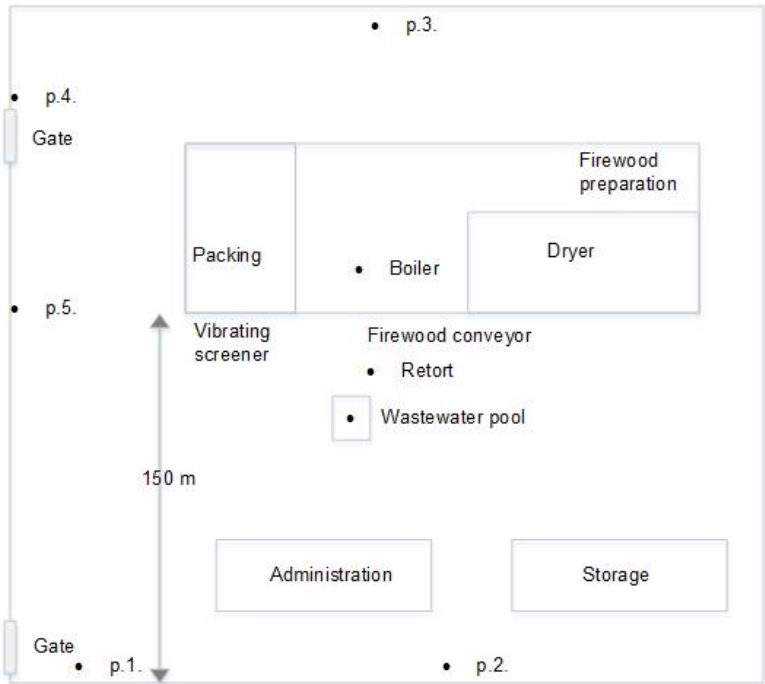 p.3.
p.4.
Gate
Firewood
preparation
Packing
Boiler
Dryer
p.5.
Vibrating
screener
Firewood conveyor
Retort
Wastewater pool
150 m
Administration
Storage
Gate
p.1.
p.2.